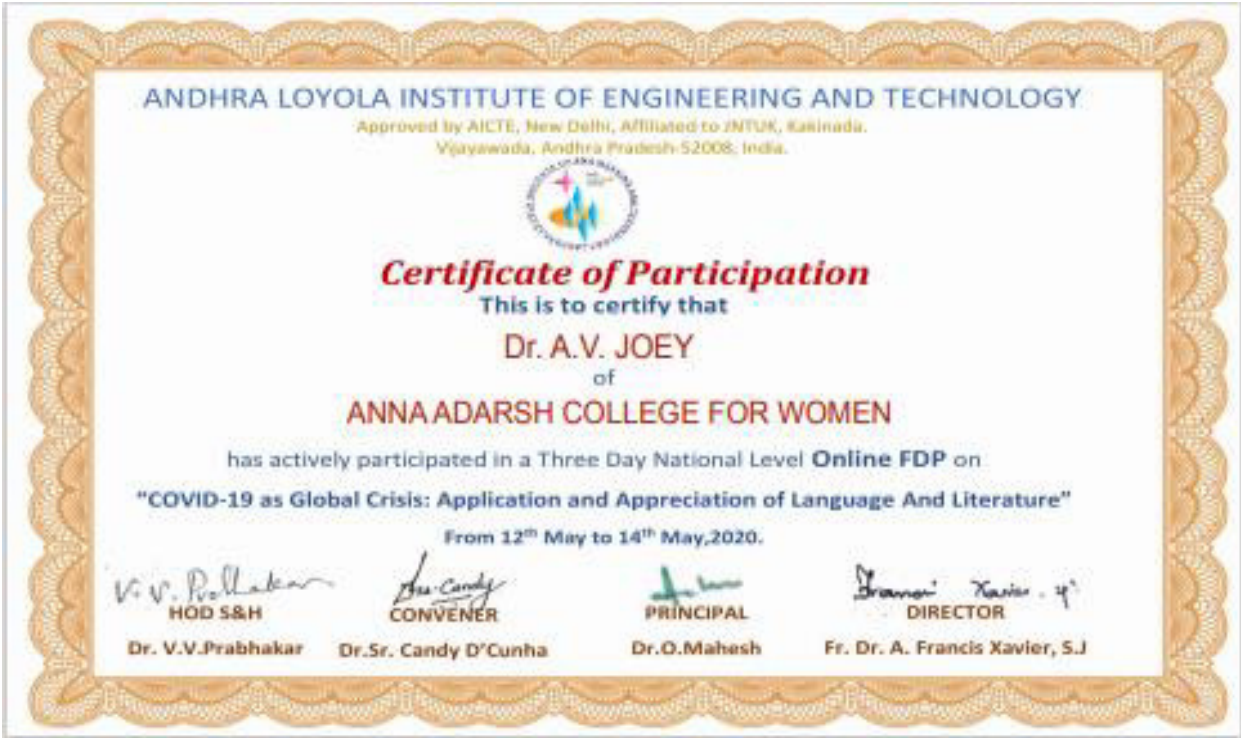 ANDHRA LOYOLA INSTITUTE OF ENGINEERING AND TECHNOLOGY
Approved by AICTE, New Delhi, Affiliated to JNTUK, Kakinada.
Vijayawada, Andhra Pradesh-52008, India.
Certificate of Participation
This is to certify that
Dr. A.V. JOEY
of
ANNA ADARSH COLLEGE FOR WOMEN
has actively participated in a Three Day National Level Online FDP on
"COVID-19 as Global Crisis: Application and Appreciation of Language And Literature"
From 12th May to 14th May,2020.
V. V. Prabhakar
HOD S&H CONVENER PRINCIPAL DIRECTOR
Dr. V.V.Prabhakar Dr.Sr. Candy D'Cunha Dr.O.Mahesh Fr. Dr. A. Francis Xavier, S.J